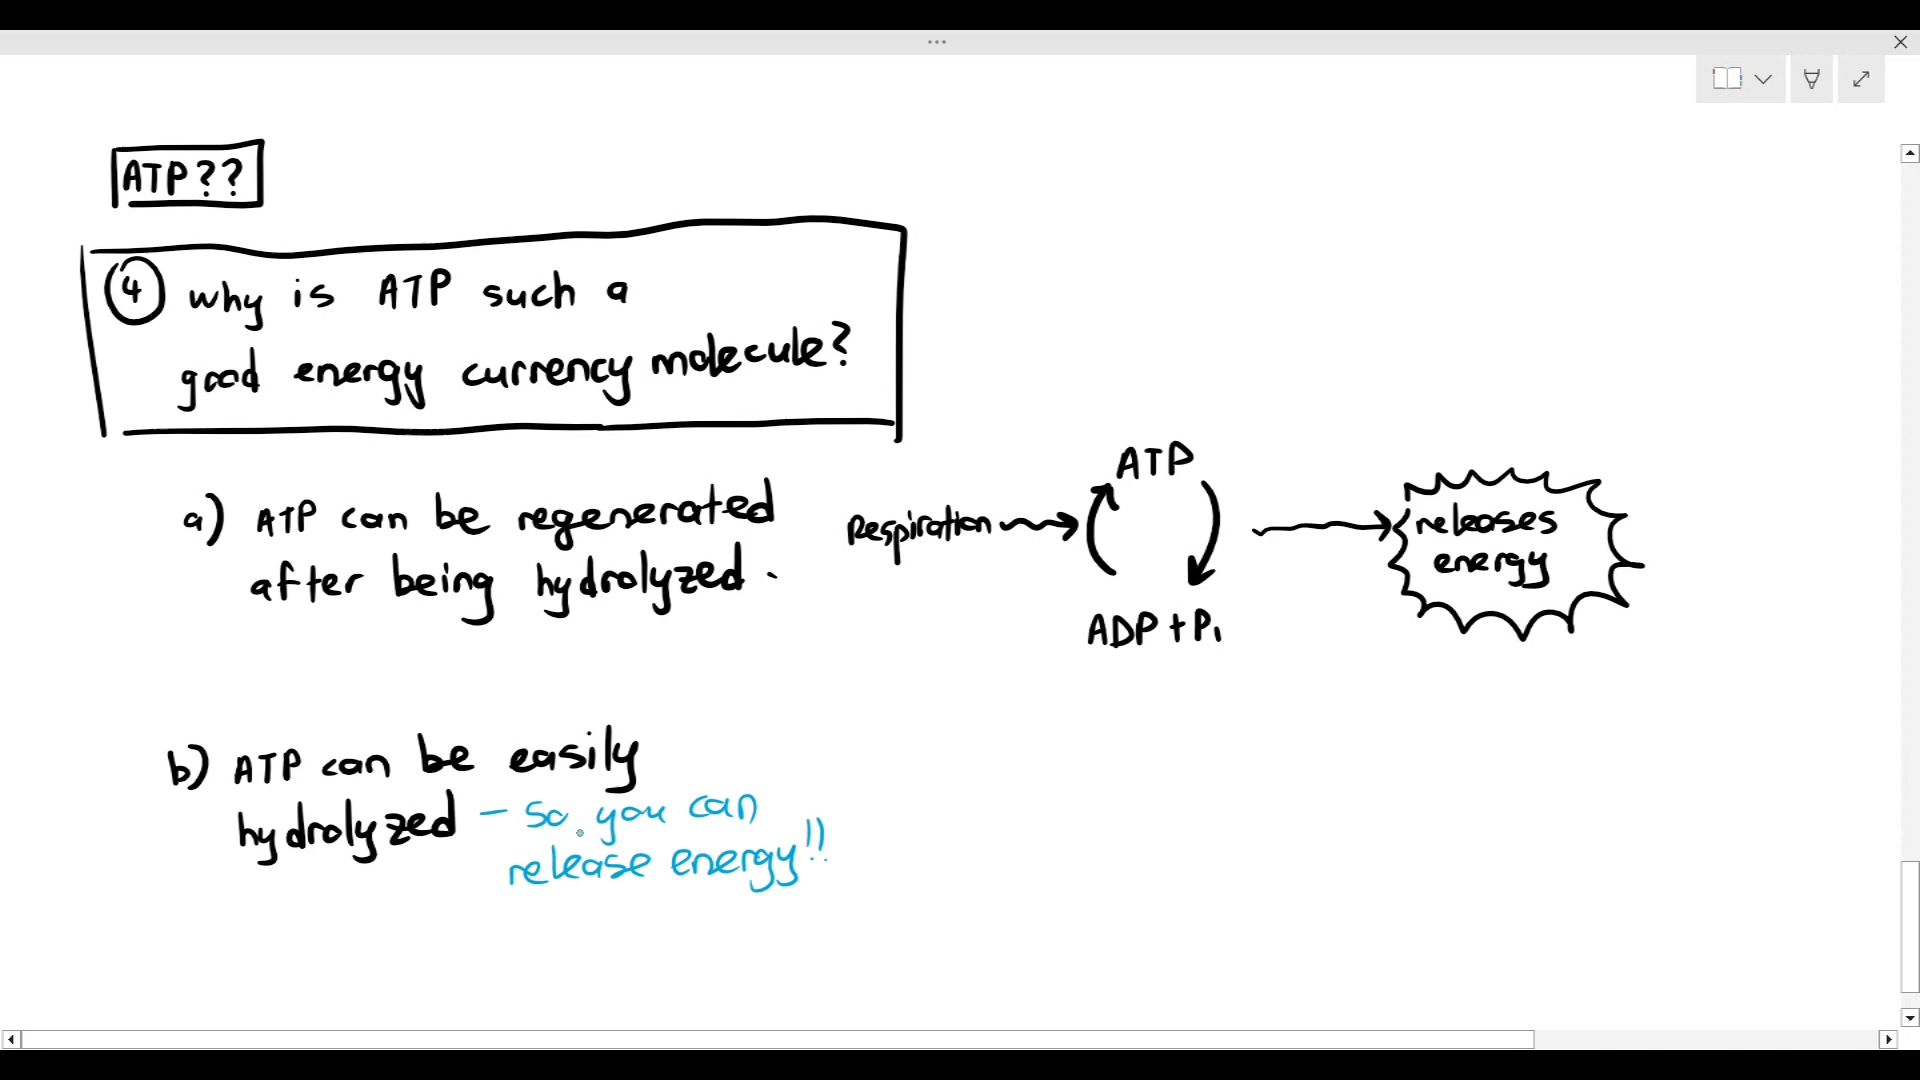 ATP??
4 why is ATP such a
good energy currency molecule?
a) ATP can be regenerated
after being hydrolyzed.
Respiration
ATP
ADP + Pi
releases
energy
b) ATP can be easily
hydrolyzed - so you can
release energy!!